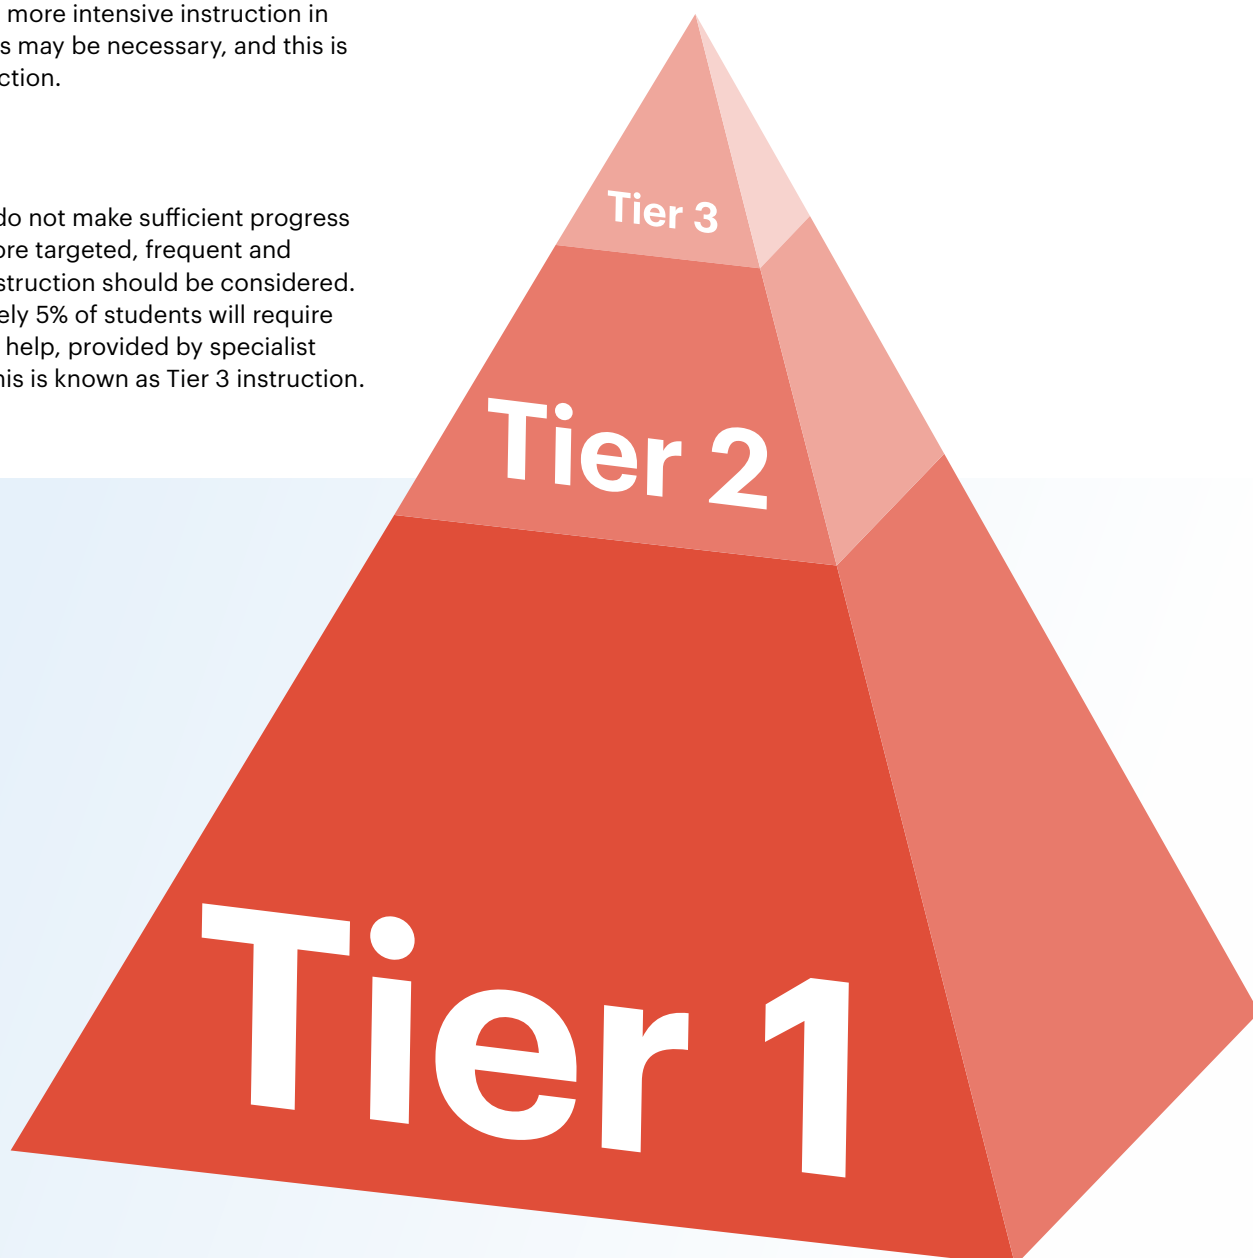 more intensive instruction in
s may be necessary, and this is
ction.
do not make sufficient progress
ore targeted, frequent and
struction should be considered.
ely 5% of students will require
help, provided by specialist
his is known as Tier 3 instruction.
Tier 3
Tier 2
Tier 1